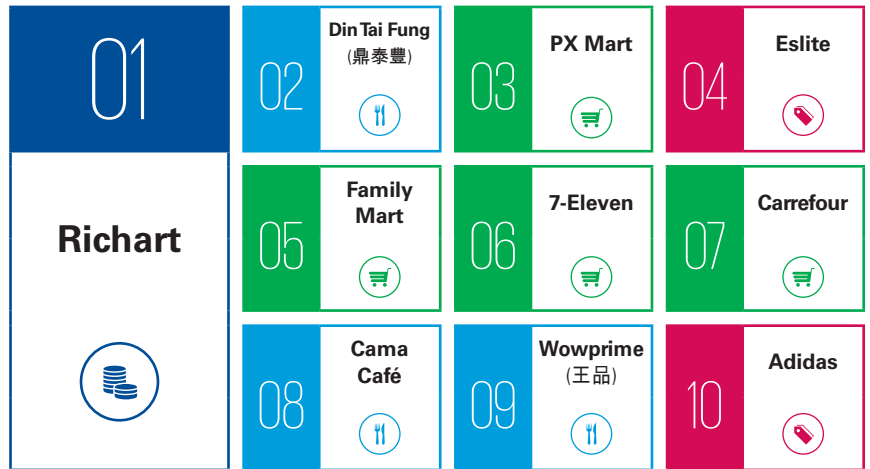 01
Richart
02
Din Tai Fung
(鼎泰豐)
03
PX Mart
04
Eslite
05
Family
Mart
06
7-Eleven
07
Carrefour
08
Cama
Café
09
Wowprime
(王品)
10
Adidas